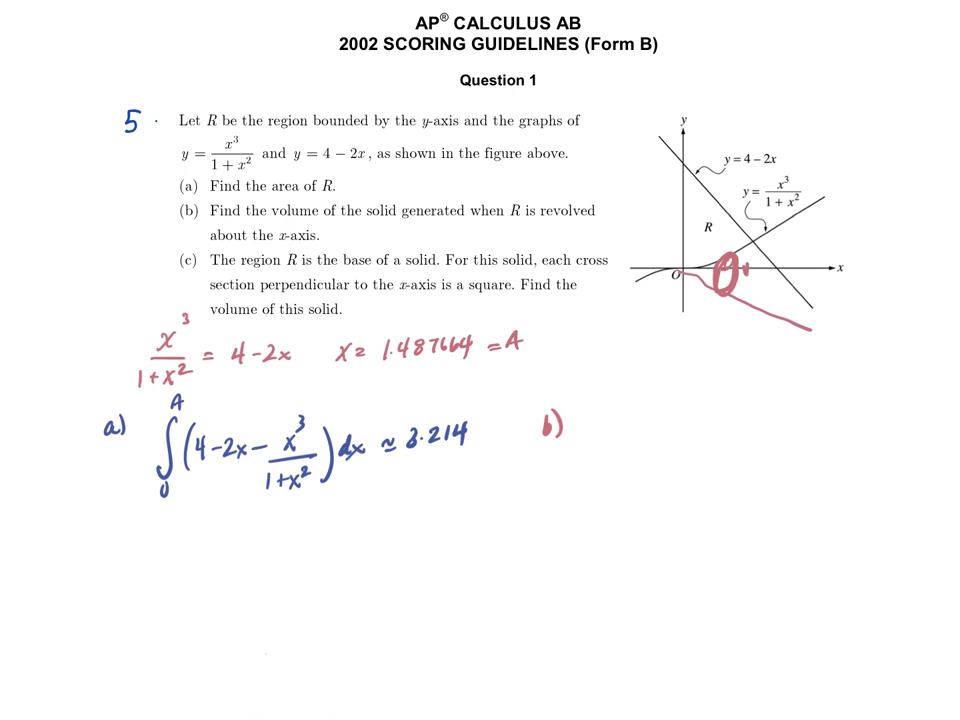 AP® CALCULUS AB
2002 SCORING GUIDELINES (Form B)
Question 1
5 · Let R be the region bounded by the y-axis and the graphs of
y = x³/(1 + x²) and y = 4 − 2x, as shown in the figure above.
(a) Find the area of R.
(b) Find the volume of the solid generated when R is revolved
about the x-axis.
(c) The region R is the base of a solid. For this solid, each cross
section perpendicular to the x-axis is a square. Find the
volume of this solid.
y
y = 4 − 2x
y = x³/(1 + x²)
R
O
x
x³/(1+x²) = 4-2x x= 1.487664 = A
a) ∫₀ᴬ (4-2x- x³/(1+x²)) dx ≈ 3.214 b)